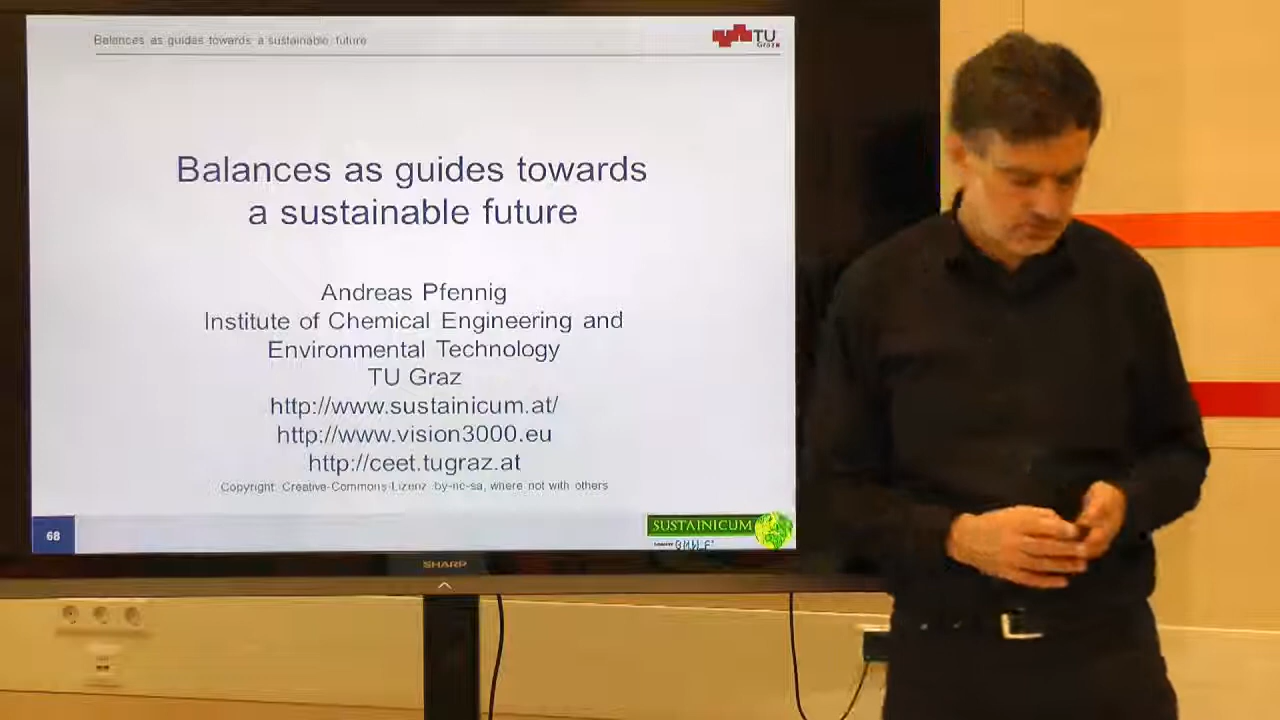 Balances as guides towards a sustainable future
TU
Graz
Balances as guides towards
a sustainable future
Andreas Pfennig
Institute of Chemical Engineering and
Environmental Technology
TU Graz
http://www.sustainicum.at/
http://www.vision3000.eu
http://ceet.tugraz.at
Copyright: Creative-Commons-Lizenz by-nc-sa, where not with others
68
SUSTAINICUM
SHARP